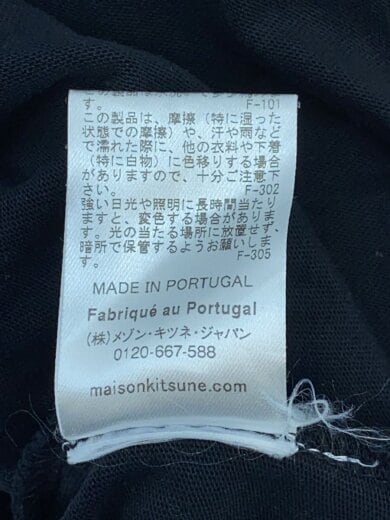 す。 F-101
この製品は、摩擦（特に湿った
状態での摩擦）や、汗や雨など
で濡れた際に、他の衣料や下着
（特に白物）に色移りする場合
がありますので、十分ご注意下
さい。 F-302
強い日光や照明に長時間当たり
ますと、変色する場合がありま
す。光の当たる場所に放置せず、
暗所で保管するようお願いしま
す。 F-305
MADE IN PORTUGAL
Fabriqué au Portugal
（株）メゾン・キツネ・ジャパン
0120-667-588
maisonkitsune.com